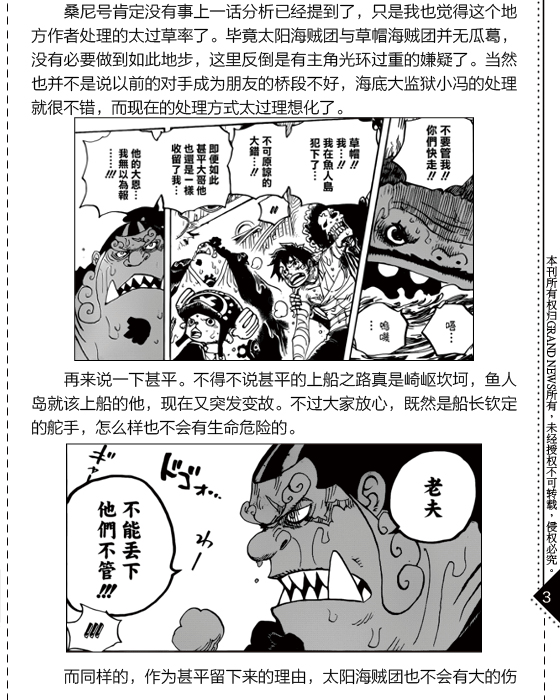 桑尼号肯定没有事上一话分析已经提到了，只是我也觉得这个地
方作者处理的太过草率了。毕竟太阳海贼团与草帽海贼团并无瓜葛，
没有必要做到如此地步，这里反倒是有主角光环过重的嫌疑了。当然
也并不是说以前的对手成为朋友的桥段不好，海底大监狱小冯的处理
就很不错，而现在的处理方式太过理想化了。
不要管我!!
你們快走!!
嗚嘎
唔…
草帽!!
我…!!
我在魚人島
犯下了…
不可原諒的
大錯…!!
即便如此
甚平大哥他
也還是一樣
收留了我…
他的大恩…
我無以為報
……!!!
再来说一下甚平。不得不说甚平的上船之路真是崎岖坎坷，鱼人
岛就该上船的他，现在又突发变故。不过大家放心，既然是船长钦定
的舵手，怎么样也不会有生命危险的。
老夫
不能丟下
他們不管!!!
!!!
ギャ
ドゴォ…
わー
而同样的，作为甚平留下来的理由，太阳海贼团也不会有大的伤
本刊所有权归GRAND NEWS所有，未经授权不可转载，侵权必究。
3